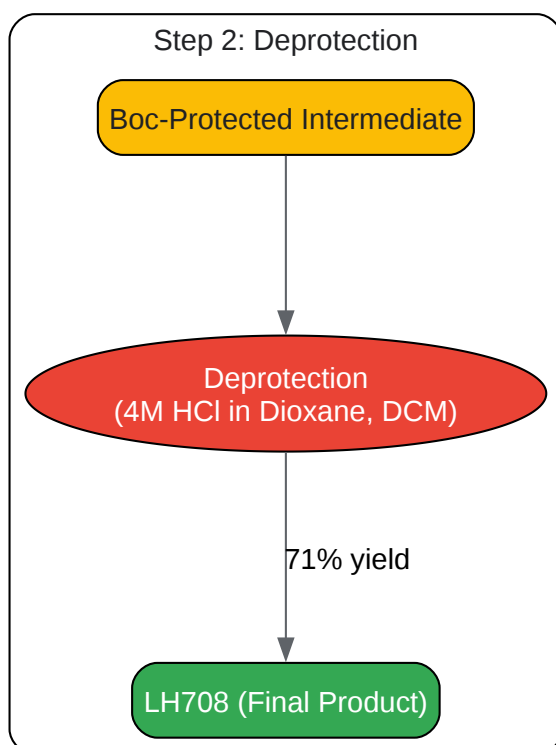 Step 2: Deprotection
Boc-Protected Intermediate
Deprotection
(4M HCl in Dioxane, DCM)
71% yield
LH708 (Final Product)